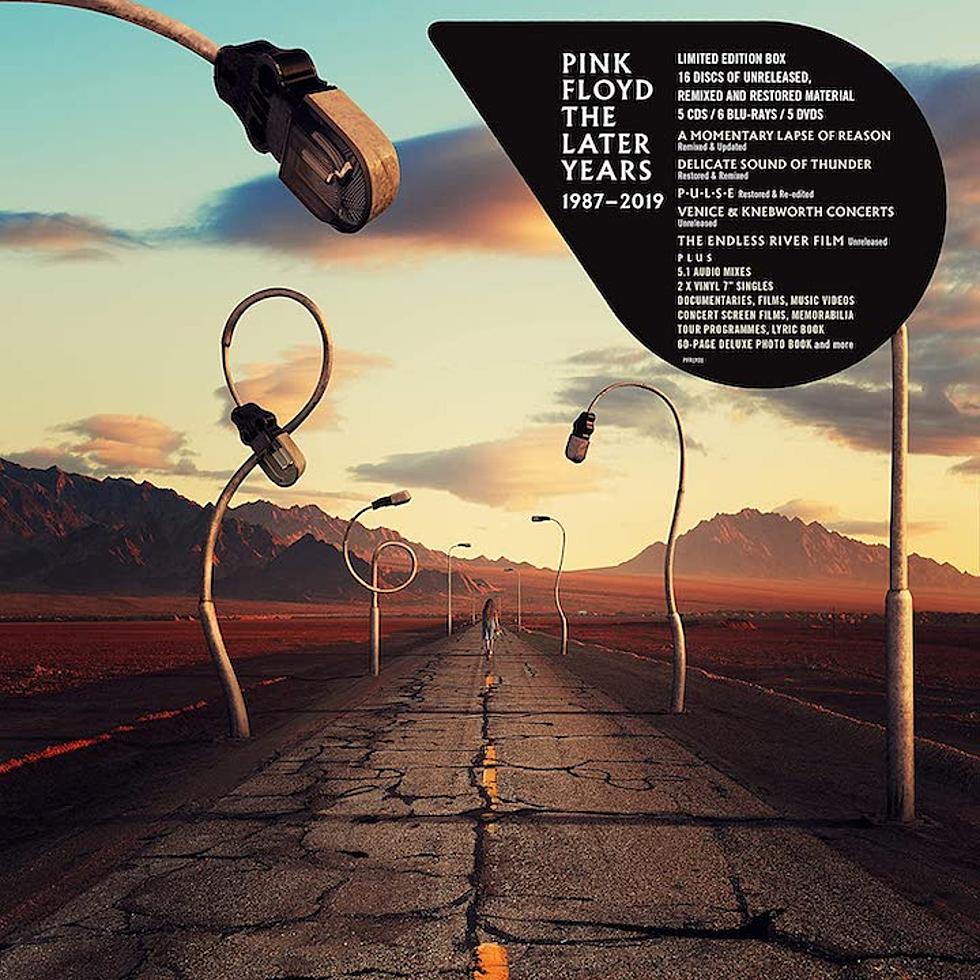 PINK
FLOYD
THE
LATER
YEARS
1987–2019
LIMITED EDITION BOX
16 DISCS OF UNRELEASED,
REMIXED AND RESTORED MATERIAL
5 CDS / 6 BLU-RAYS / 5 DVDS
A MOMENTARY LAPSE OF REASON
Remixed & Updated
DELICATE SOUND OF THUNDER
Restored & Remixed
P·U·L·S·E Restored & Re-edited
VENICE & KNEBWORTH CONCERTS
Unreleased
THE ENDLESS RIVER FILM Unreleased
PLUS
5.1 AUDIO MIXES
2 X VINYL 7" SINGLES
DOCUMENTARIES, FILMS, MUSIC VIDEOS
CONCERT SCREEN FILMS, MEMORABILIA
TOUR PROGRAMMES, LYRIC BOOK
60-PAGE DELUXE PHOTO BOOK and more